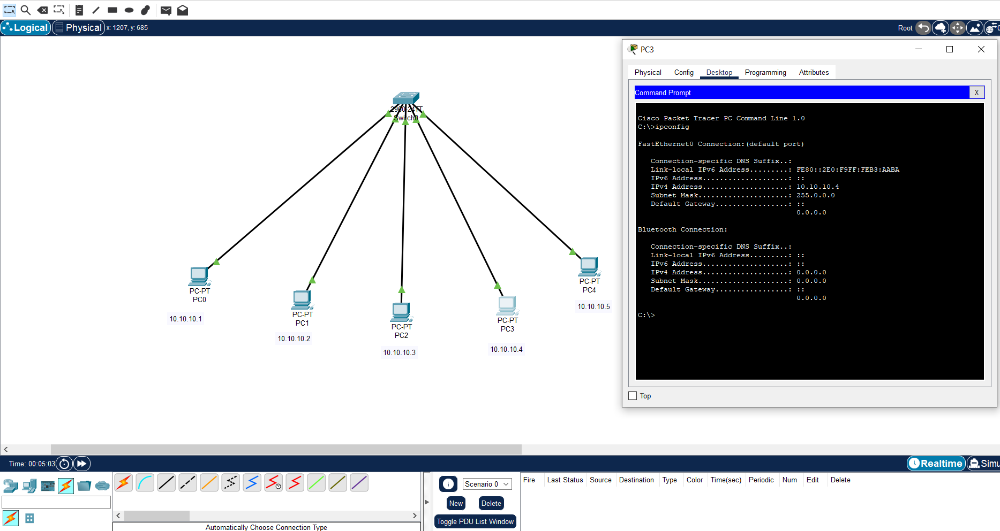 Logical Physical x: 1207, y: 685
Root
2960-24TT
Switch0
PC-PT
PC0
10.10.10.1
PC-PT
PC1
10.10.10.2
PC-PT
PC2
10.10.10.3
PC-PT
PC3
10.10.10.4
PC-PT
PC4
10.10.10.5
PC3
Physical Config Desktop Programming Attributes
Command Prompt X
Cisco Packet Tracer PC Command Line 1.0
C:\>ipconfig
FastEthernet0 Connection:(default port)
Connection-specific DNS Suffix..:
Link-local IPv6 Address.........: FE80::2E0:F9FF:FEB3:AABA
IPv6 Address....................: ::
IPv4 Address....................: 10.10.10.4
Subnet Mask.....................: 255.0.0.0
Default Gateway.................: ::
0.0.0.0
Bluetooth Connection:
Connection-specific DNS Suffix..:
Link-local IPv6 Address.........: ::
IPv6 Address....................: ::
IPv4 Address....................: 0.0.0.0
Subnet Mask.....................: 0.0.0.0
Default Gateway.................: ::
0.0.0.0
C:\>
Top
Time: 00:05:03
Realtime Simu
Scenario 0
New Delete
Toggle PDU List Window
Fire Last Status Source Destination Type Color Time(sec) Periodic Num Edit Delete
Automatically Choose Connection Type